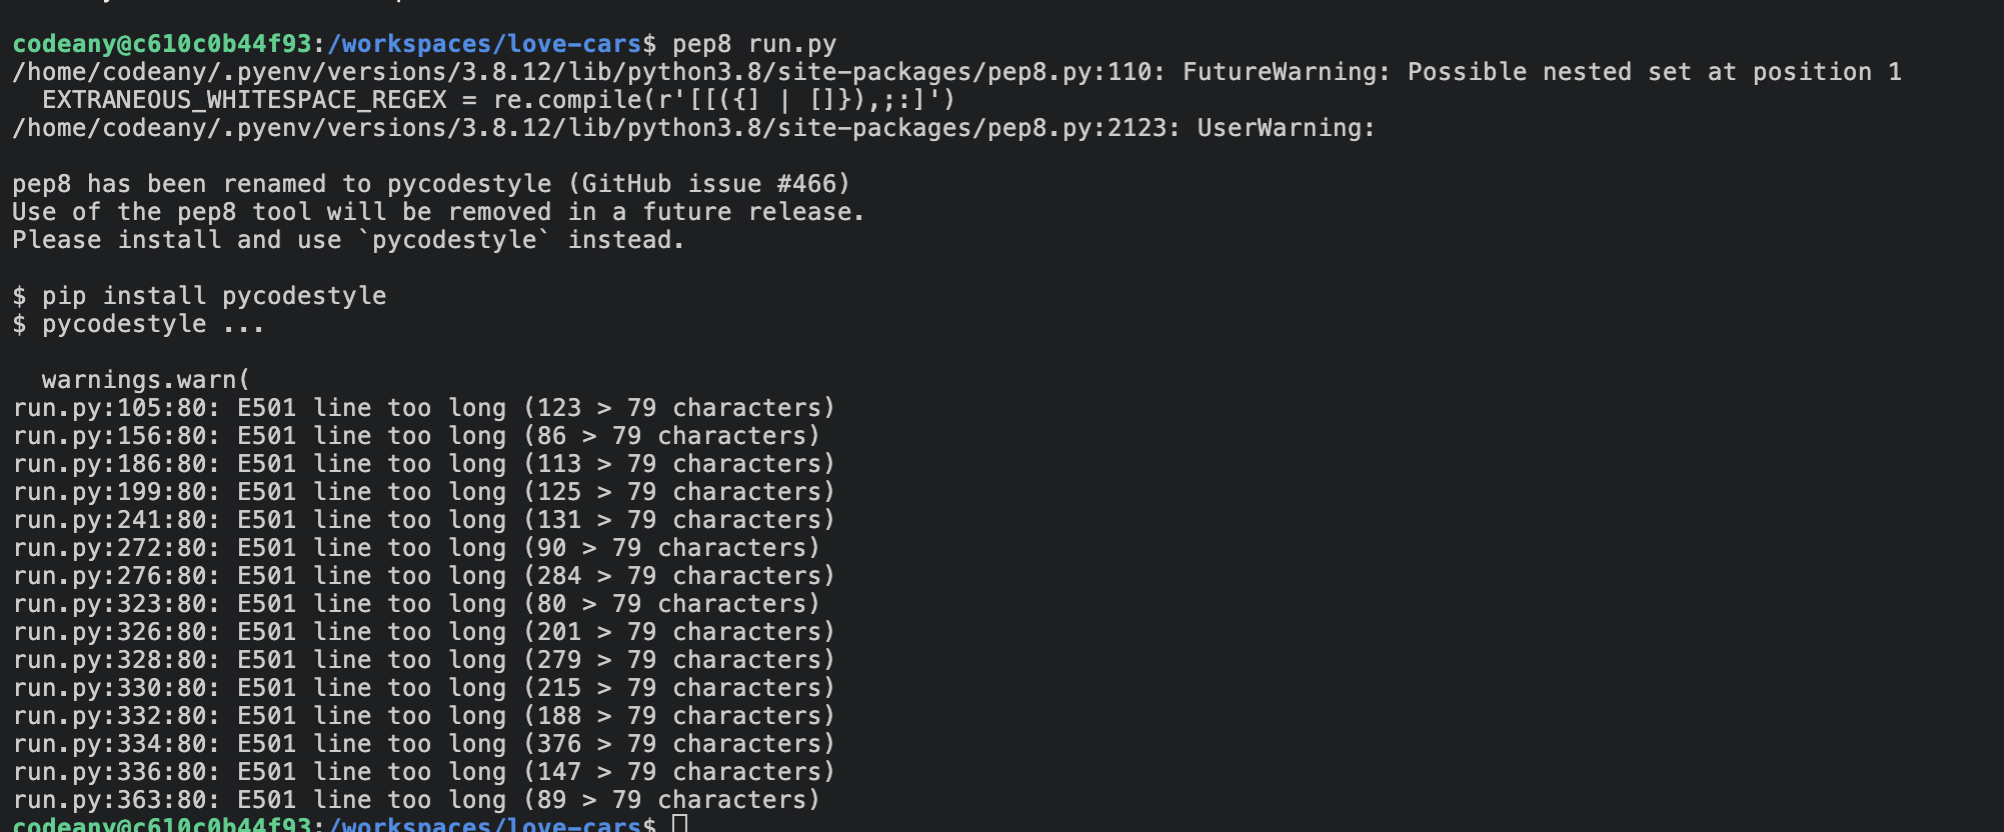 codeany@c610c0b44f93:/workspaces/love-cars$ pep8 run.py
/home/codeany/.pyenv/versions/3.8.12/lib/python3.8/site-packages/pep8.py:110: FutureWarning: Possible nested set at position 1
  EXTRANEOUS_WHITESPACE_REGEX = re.compile(r'[[({] | []}),;:]')
/home/codeany/.pyenv/versions/3.8.12/lib/python3.8/site-packages/pep8.py:2123: UserWarning:

pep8 has been renamed to pycodestyle (GitHub issue #466)
Use of the pep8 tool will be removed in a future release.
Please install and use `pycodestyle` instead.

$ pip install pycodestyle
$ pycodestyle ...

  warnings.warn(
run.py:105:80: E501 line too long (123 > 79 characters)
run.py:156:80: E501 line too long (86 > 79 characters)
run.py:186:80: E501 line too long (113 > 79 characters)
run.py:199:80: E501 line too long (125 > 79 characters)
run.py:241:80: E501 line too long (131 > 79 characters)
run.py:272:80: E501 line too long (90 > 79 characters)
run.py:276:80: E501 line too long (284 > 79 characters)
run.py:323:80: E501 line too long (80 > 79 characters)
run.py:326:80: E501 line too long (201 > 79 characters)
run.py:328:80: E501 line too long (279 > 79 characters)
run.py:330:80: E501 line too long (215 > 79 characters)
run.py:332:80: E501 line too long (188 > 79 characters)
run.py:334:80: E501 line too long (376 > 79 characters)
run.py:336:80: E501 line too long (147 > 79 characters)
run.py:363:80: E501 line too long (89 > 79 characters)
codeany@c610c0b44f93:/workspaces/love-cars$